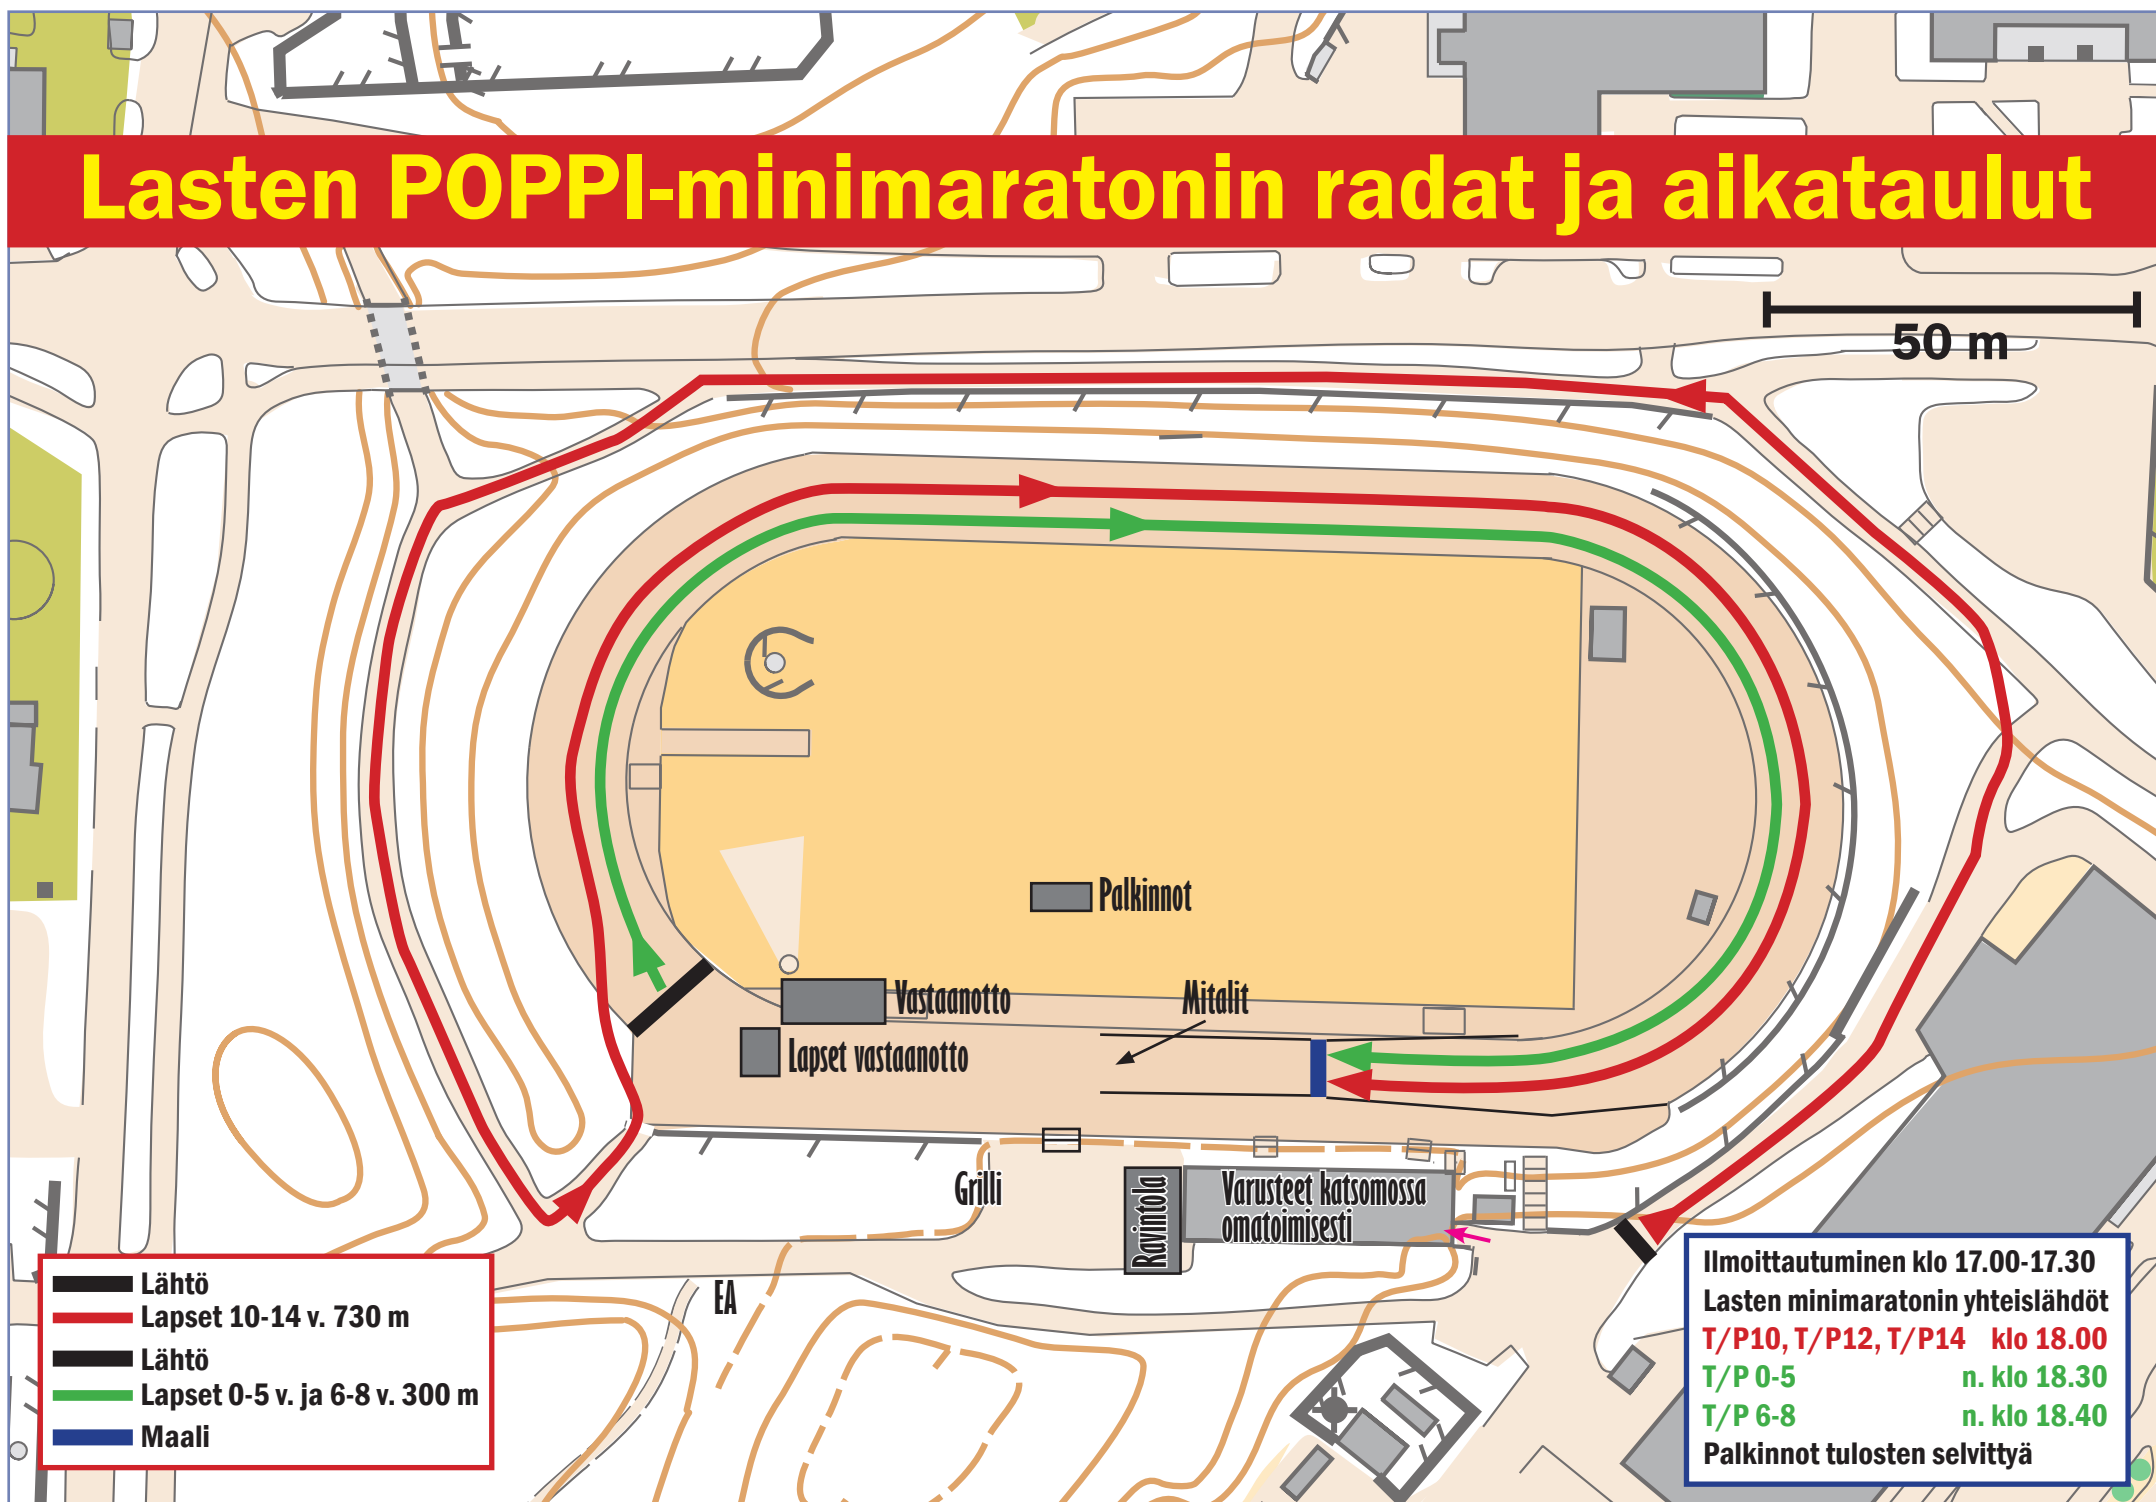 Lasten POPPI-minimaratonin radat ja aikataulut
50 m
Palkinnot
Vastaanotto
Mitalit
Lapset vastaanotto
Grilli
Ravintola
Varusteet katsomossa
omatoimisesti
EA
Lähtö
Lapset 10-14 v. 730 m
Lähtö
Lapset 0-5 v. ja 6-8 v. 300 m
Maali
Ilmoittautuminen klo 17.00-17.30
Lasten minimaratonin yhteislähdöt
T/P10, T/P12, T/P14 klo 18.00
T/P 0-5 n. klo 18.30
T/P 6-8 n. klo 18.40
Palkinnot tulosten selvittyä